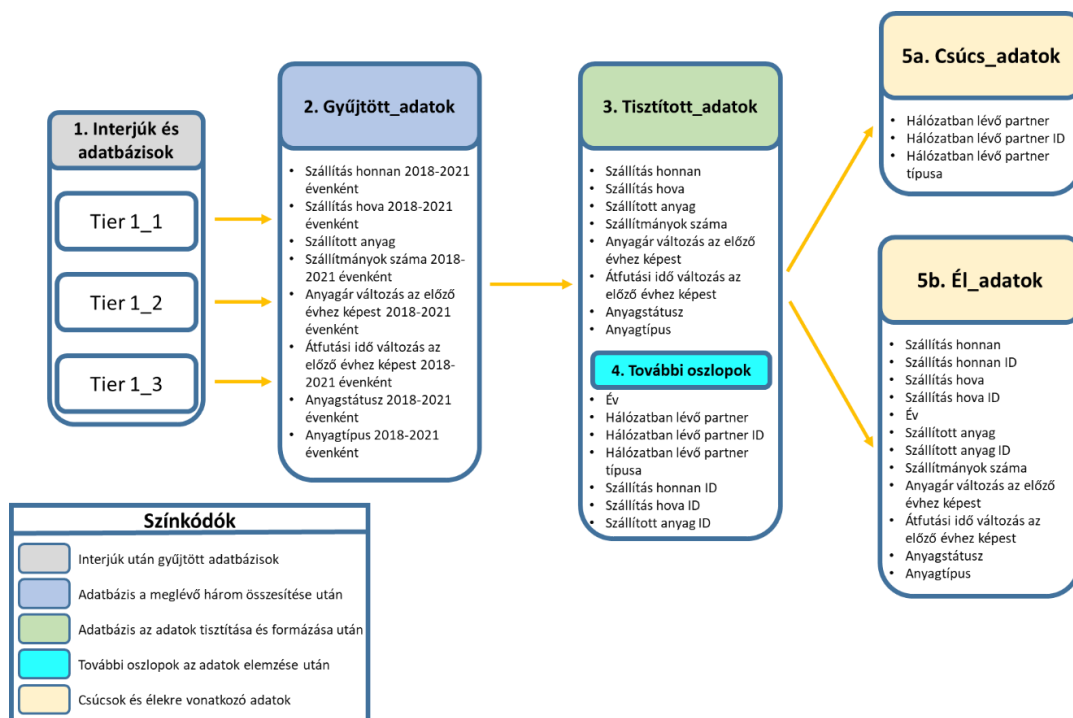 1. Interjúk és
adatbázisok
Tier 1_1
Tier 1_2
Tier 1_3
2. Gyűjtött_adatok
• Szállítás honnan 2018-2021
évenként
• Szállítás hova 2018-2021
évenként
• Szállított anyag
• Szállítmányok száma 2018-
2021 évenként
• Anyagár változás az előző
évhez képest 2018-2021
évenként
• Átfutási idő változás az
előző évhez képest 2018-
2021 évenként
• Anyagstátusz 2018-2021
évenként
• Anyagtípus 2018-2021
évenként
3. Tisztított_adatok
• Szállítás honnan
• Szállítás hova
• Szállított anyag
• Szállítmányok száma
• Anyagár változás az előző
évhez képest
• Átfutási idő változás az
előző évhez képest
• Anyagstátusz
• Anyagtípus
4. További oszlopok
• Év
• Hálózatban lévő partner
• Hálózatban lévő partner ID
• Hálózatban lévő partner
típusa
• Szállítás honnan ID
• Szállítás hova ID
• Szállított anyag ID
5a. Csúcs_adatok
• Hálózatban lévő partner
• Hálózatban lévő partner ID
• Hálózatban lévő partner
típusa
5b. Él_adatok
• Szállítás honnan
• Szállítás honnan ID
• Szállítás hova
• Szállítás hova ID
• Év
• Szállított anyag
• Szállított anyag ID
• Szállítmányok száma
• Anyagár változás az előző
évhez képest
• Átfutási idő változás az
előző évhez képest
• Anyagstátusz
• Anyagtípus
Színkódók
Interjúk után gyűjtött adatbázisok
Adatbázis a meglévő három összesítése után
Adatbázis az adatok tisztítása és formázása után
További oszlopok az adatok elemzése után
Csúcsok és élekre vonatkozó adatok